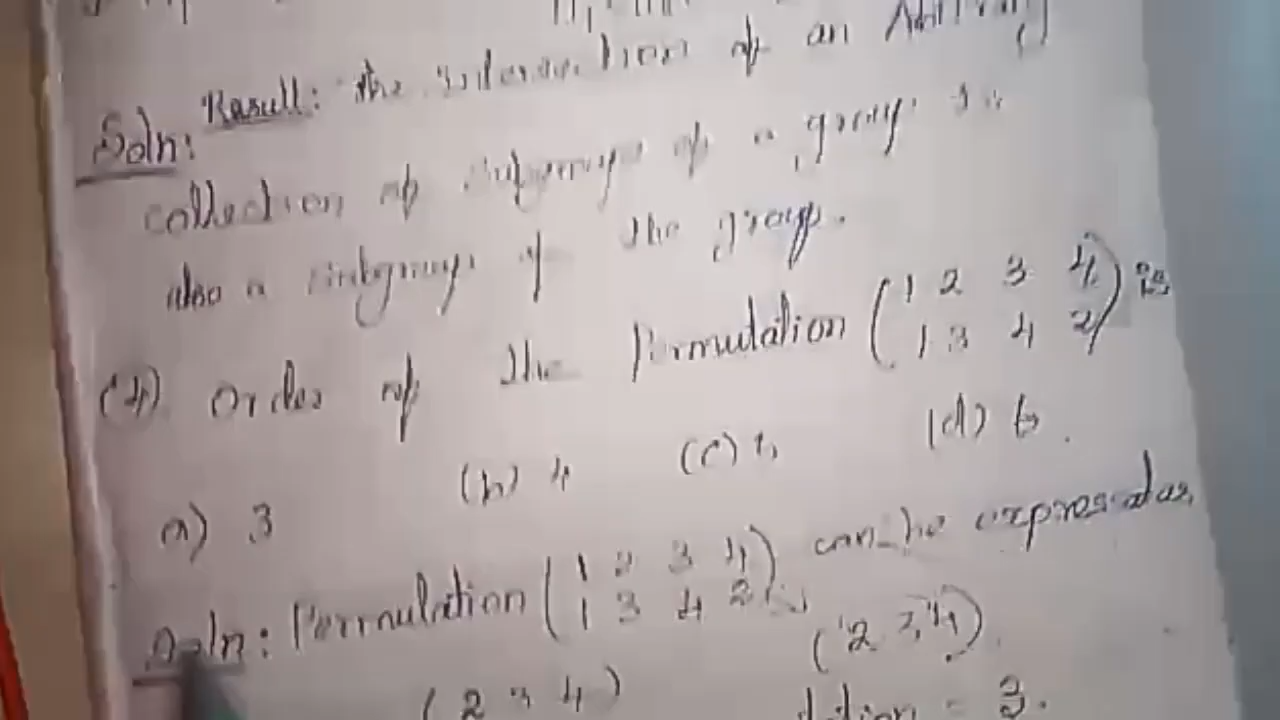 Soln: Result: the intersection of an Arbitrary
collection of subgroups of a group is
also a subgroup of the group.
(4) Order of the Permutation (1 2 3 4) is
(1 3 4 2)
a) 3 (b) 4 (c) (d) 6.
Soln: Permutation (1 2 3 4) can be expressed as
(1 3 4 2)
(2 3 4)
(2 3 4)
= 3.